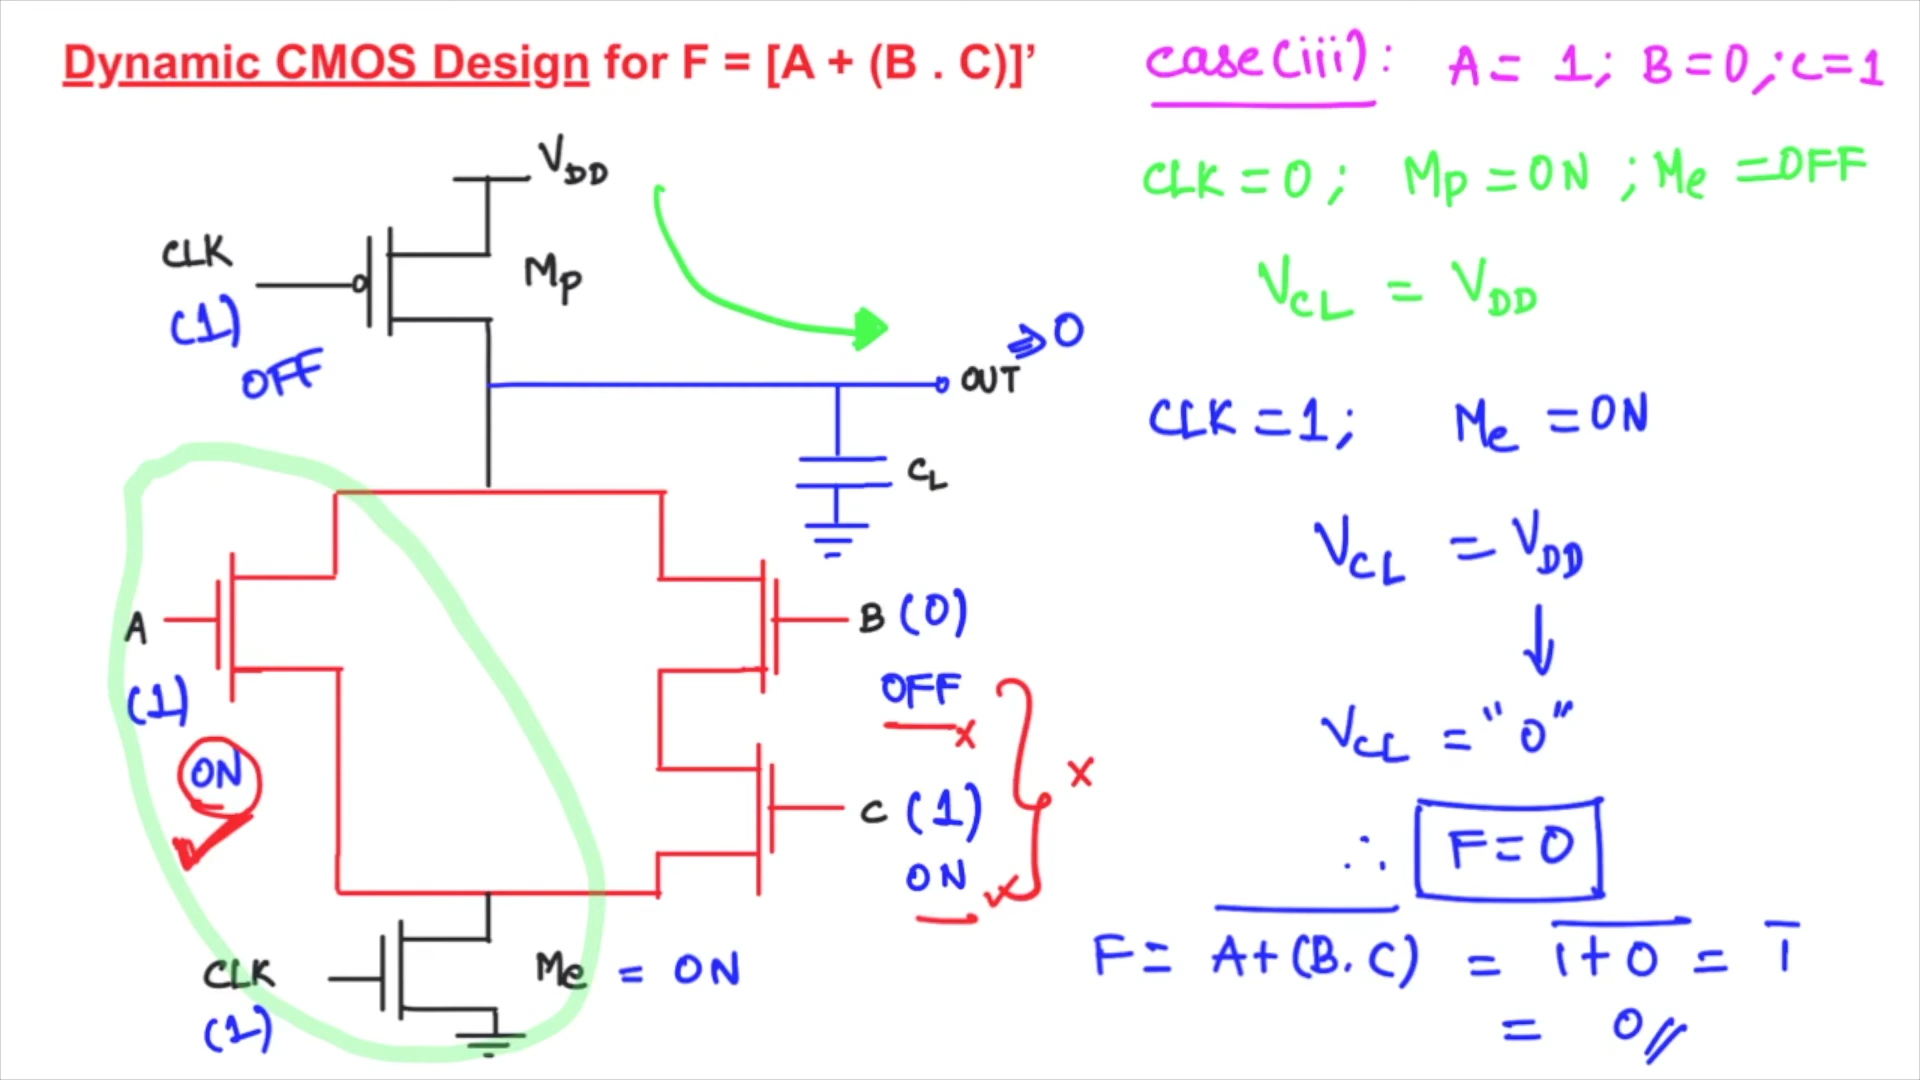 Dynamic CMOS Design for F = [A + (B . C)]’
case(iii): A = 1; B = 0; C = 1
CLK = 0; Mp = ON; Me = OFF
VCL = VDD
CLK = 1; Me = ON
VCL = VDD
↓
VCL = "0"
∴ F = 0
F = A+(B.C) = 1+0 = 1
= 0//
VDD
CLK
Mp
(1)
OFF
⇒ 0
OUT
CL
A
(1)
ON
B (0)
OFF
x
x
C (1)
ON
CLK
Me = ON
(1)